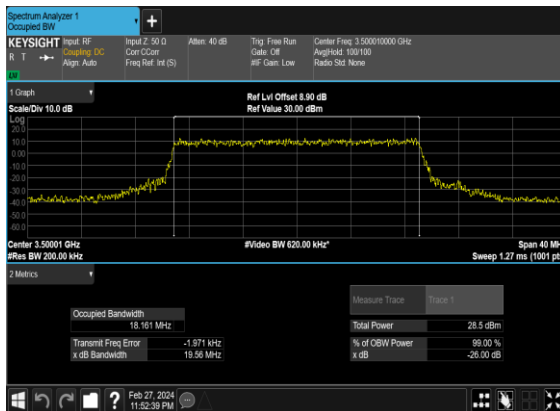 Spectrum Analyzer 1
Occupied BW
KEYSIGHT Input: RF Input Z: 50 Ω Atten: 40 dB Trig: Free Run Center Freq: 3.500010000 GHz
R T Coupling: DC Corr CCorr Gate: Off Avg|Hold: 100/100
Align: Auto Freq Ref: Int (S) #IF Gain: Low Radio Std: None
1 Graph
Ref Lvl Offset 8.90 dB
Scale/Div 10.0 dB Ref Value 30.00 dBm
Log
20.0
10.0
0.00
-10.0
-20.0
-30.0
-40.0
-50.0
-60.0
Center 3.50001 GHz #Video BW 620.00 kHz* Span 40 MH
#Res BW 200.00 kHz Sweep 1.27 ms (1001 pts
2 Metrics
Measure Trace Trace 1
Occupied Bandwidth
18.161 MHz Total Power 28.5 dBm
Transmit Freq Error -1.971 kHz % of OBW Power 99.00 %
x dB Bandwidth 19.56 MHz x dB -26.00 dB
Feb 27, 2024
11:52:39 PM